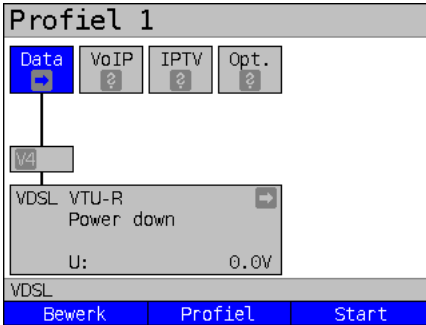 Profiel 1
Data VoIP IPTV Opt.
? ? ?
V4
VDSL VTU-R
Power down
U: 0.0V
VDSL
Bewerk Profiel Start